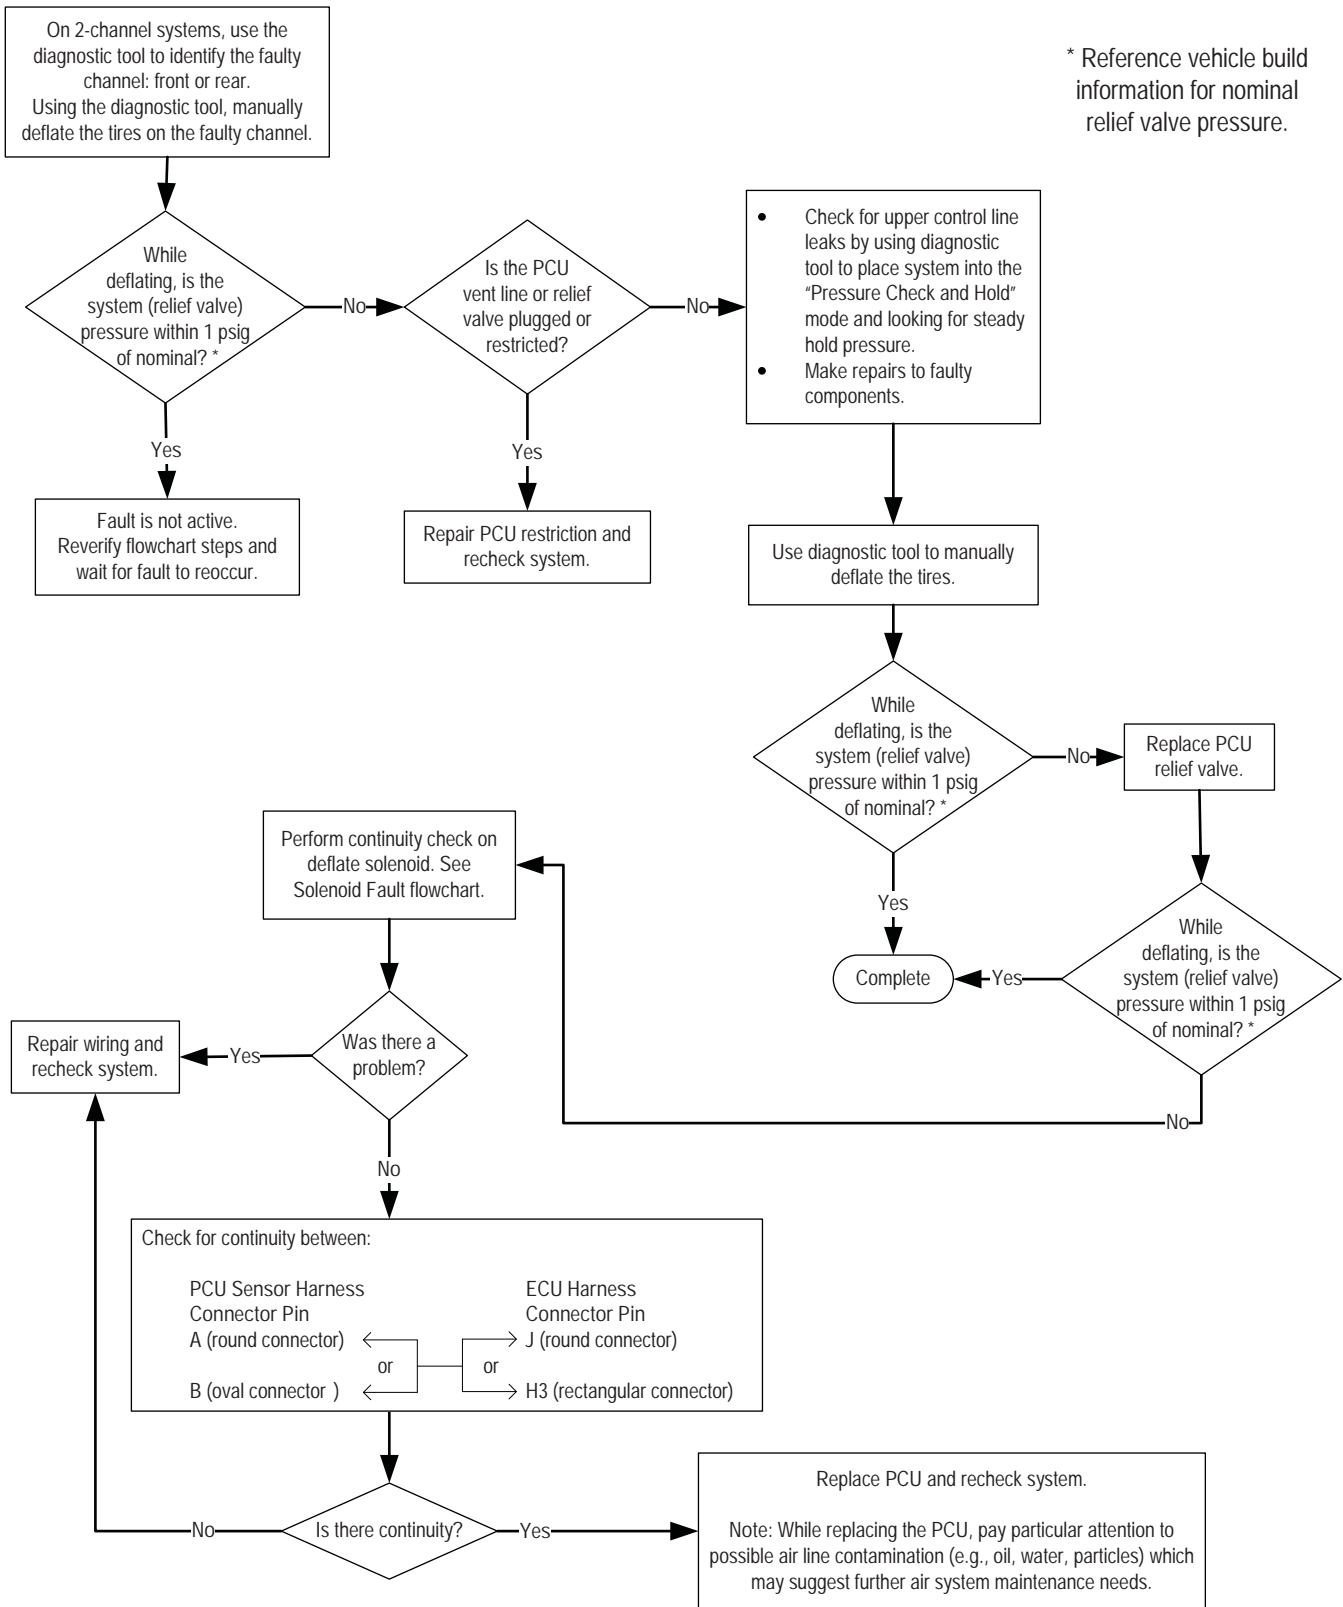 On 2-channel systems, use the
diagnostic tool to identify the faulty
channel: front or rear.
Using the diagnostic tool, manually
deflate the tires on the faulty channel.
* Reference vehicle build
information for nominal
relief valve pressure.
While
deflating, is the
system (relief valve)
pressure within 1 psig
of nominal? *
No
Is the PCU
vent line or relief
valve plugged or
restricted?
No
• Check for upper control line
leaks by using diagnostic
tool to place system into the
“Pressure Check and Hold”
mode and looking for steady
hold pressure.
• Make repairs to faulty
components.
Yes
Yes
Fault is not active.
Reverify flowchart steps and
wait for fault to reoccur.
Repair PCU restriction and
recheck system.
Use diagnostic tool to manually
deflate the tires.
While
deflating, is the
system (relief valve)
pressure within 1 psig
of nominal? *
No
Replace PCU
relief valve.
Yes
While
deflating, is the
system (relief valve)
pressure within 1 psig
of nominal? *
Yes
Complete
No
Perform continuity check on
deflate solenoid. See
Solenoid Fault flowchart.
Was there a
problem?
Yes
Repair wiring and
recheck system.
No
Check for continuity between:
PCU Sensor Harness
Connector Pin
A (round connector)
or
B (oval connector )
ECU Harness
Connector Pin
J (round connector)
or
H3 (rectangular connector)
Is there continuity?
No
Yes
Replace PCU and recheck system.
Note: While replacing the PCU, pay particular attention to
possible air line contamination (e.g., oil, water, particles) which
may suggest further air system maintenance needs.